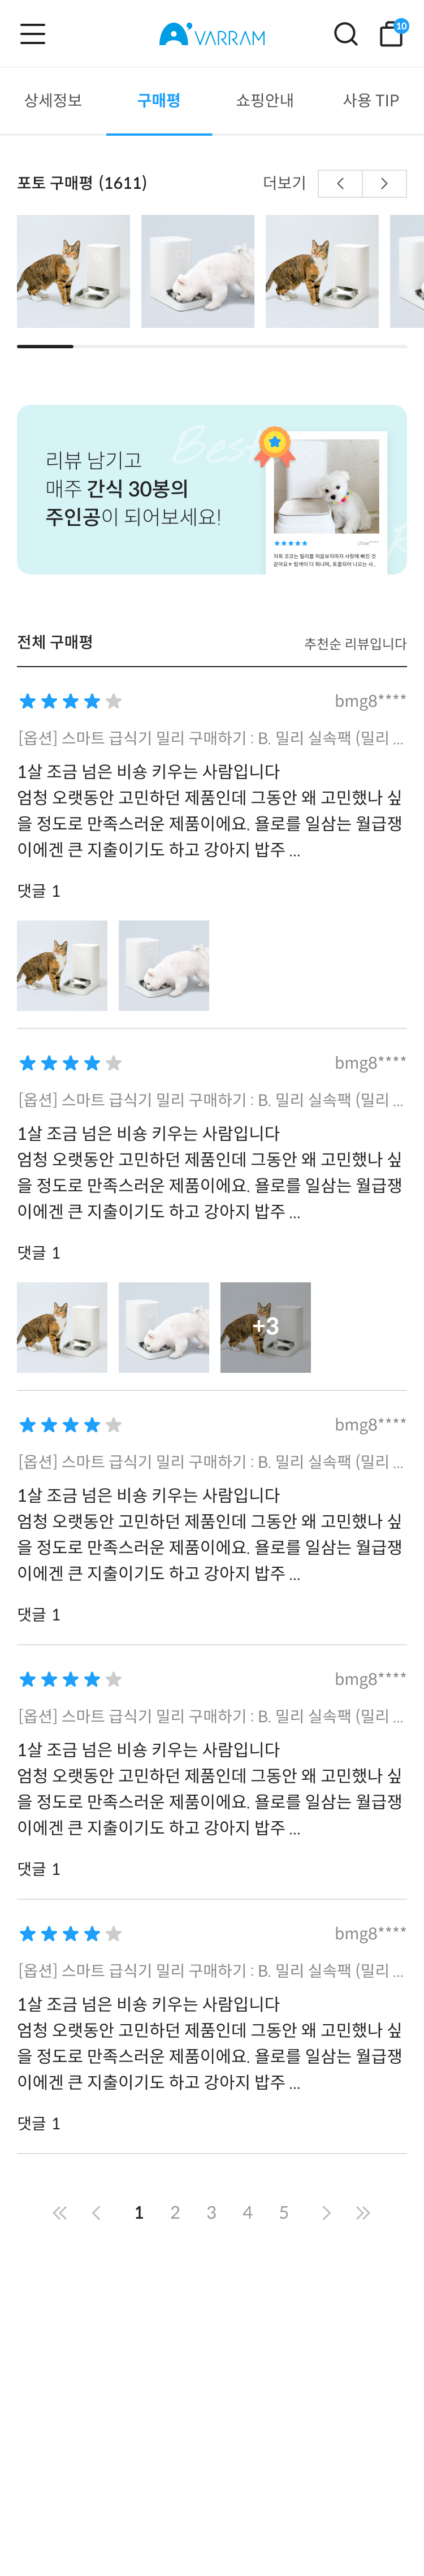 VARRAM
10
상세정보
구매평
쇼핑안내
사용 TIP
포토 구매평 (1611)
더보기
Best
리뷰 남기고
매주 간식 30봉의
주인공이 되어보세요!
전체 구매평
추천순 리뷰입니다
bmg8****
[옵션] 스마트 급식기 밀리 구매하기 : B. 밀리 실속팩 (밀리 ...
1살 조금 넘은 비숑 키우는 사람입니다
엄청 오랫동안 고민하던 제품인데 그동안 왜 고민했나 싶
을 정도로 만족스러운 제품이에요. 욜로를 일삼는 월급쟁
이에겐 큰 지출이기도 하고 강아지 밥주 ...
댓글 1
bmg8****
[옵션] 스마트 급식기 밀리 구매하기 : B. 밀리 실속팩 (밀리 ...
1살 조금 넘은 비숑 키우는 사람입니다
엄청 오랫동안 고민하던 제품인데 그동안 왜 고민했나 싶
을 정도로 만족스러운 제품이에요. 욜로를 일삼는 월급쟁
이에겐 큰 지출이기도 하고 강아지 밥주 ...
댓글 1
+3
bmg8****
[옵션] 스마트 급식기 밀리 구매하기 : B. 밀리 실속팩 (밀리 ...
1살 조금 넘은 비숑 키우는 사람입니다
엄청 오랫동안 고민하던 제품인데 그동안 왜 고민했나 싶
을 정도로 만족스러운 제품이에요. 욜로를 일삼는 월급쟁
이에겐 큰 지출이기도 하고 강아지 밥주 ...
댓글 1
bmg8****
[옵션] 스마트 급식기 밀리 구매하기 : B. 밀리 실속팩 (밀리 ...
1살 조금 넘은 비숑 키우는 사람입니다
엄청 오랫동안 고민하던 제품인데 그동안 왜 고민했나 싶
을 정도로 만족스러운 제품이에요. 욜로를 일삼는 월급쟁
이에겐 큰 지출이기도 하고 강아지 밥주 ...
댓글 1
bmg8****
[옵션] 스마트 급식기 밀리 구매하기 : B. 밀리 실속팩 (밀리 ...
1살 조금 넘은 비숑 키우는 사람입니다
엄청 오랫동안 고민하던 제품인데 그동안 왜 고민했나 싶
을 정도로 만족스러운 제품이에요. 욜로를 일삼는 월급쟁
이에겐 큰 지출이기도 하고 강아지 밥주 ...
댓글 1
1 2 3 4 5